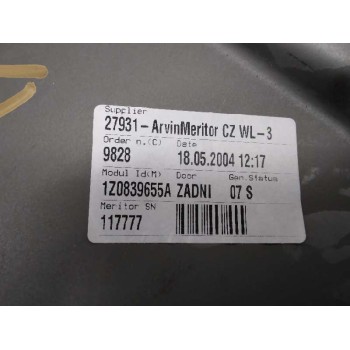 Supplier
27931-ArvinMeritor CZ WL-3
Order n.(C) Date
9828 18.05.2004 12:17
Modul Id(M) Door Gen.Status
1Z0839655A ZADNI 07 S
Meritor SN
117777